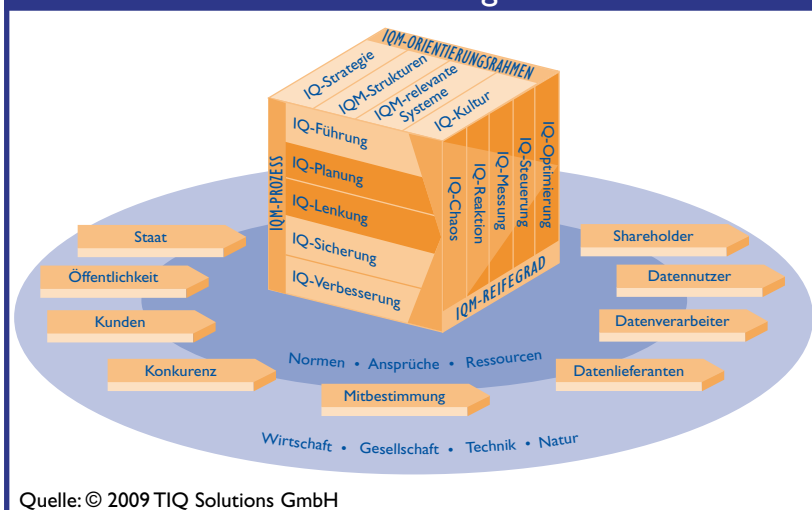 IQM-ORIENTIERUNGSRAHMEN
IQ-Strategie
IQM-Strukturen
IQM-relevante
Systeme
IQ-Kultur
IQM-PROZESS
IQ-Führung
IQ-Planung
IQ-Lenkung
IQ-Sicherung
IQ-Verbesserung
IQ-Chaos
IQ-Reaktion
IQ-Messung
IQ-Steuerung
IQ-Optimierung
IQM-REIFEGRAD
Staat
Öffentlichkeit
Kunden
Konkurenz
Mitbestimmung
Shareholder
Datennutzer
Datenverarbeiter
Datenlieferanten
Normen • Ansprüche • Ressourcen
Wirtschaft • Gesellschaft • Technik • Natur
Quelle: © 2009 TIQ Solutions GmbH